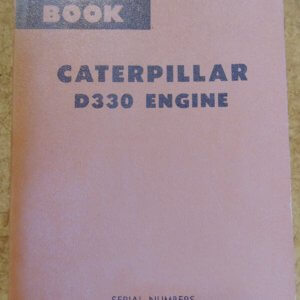 BOOK
CATERPILLAR
D330 ENGINE
SERIAL NUMBERS